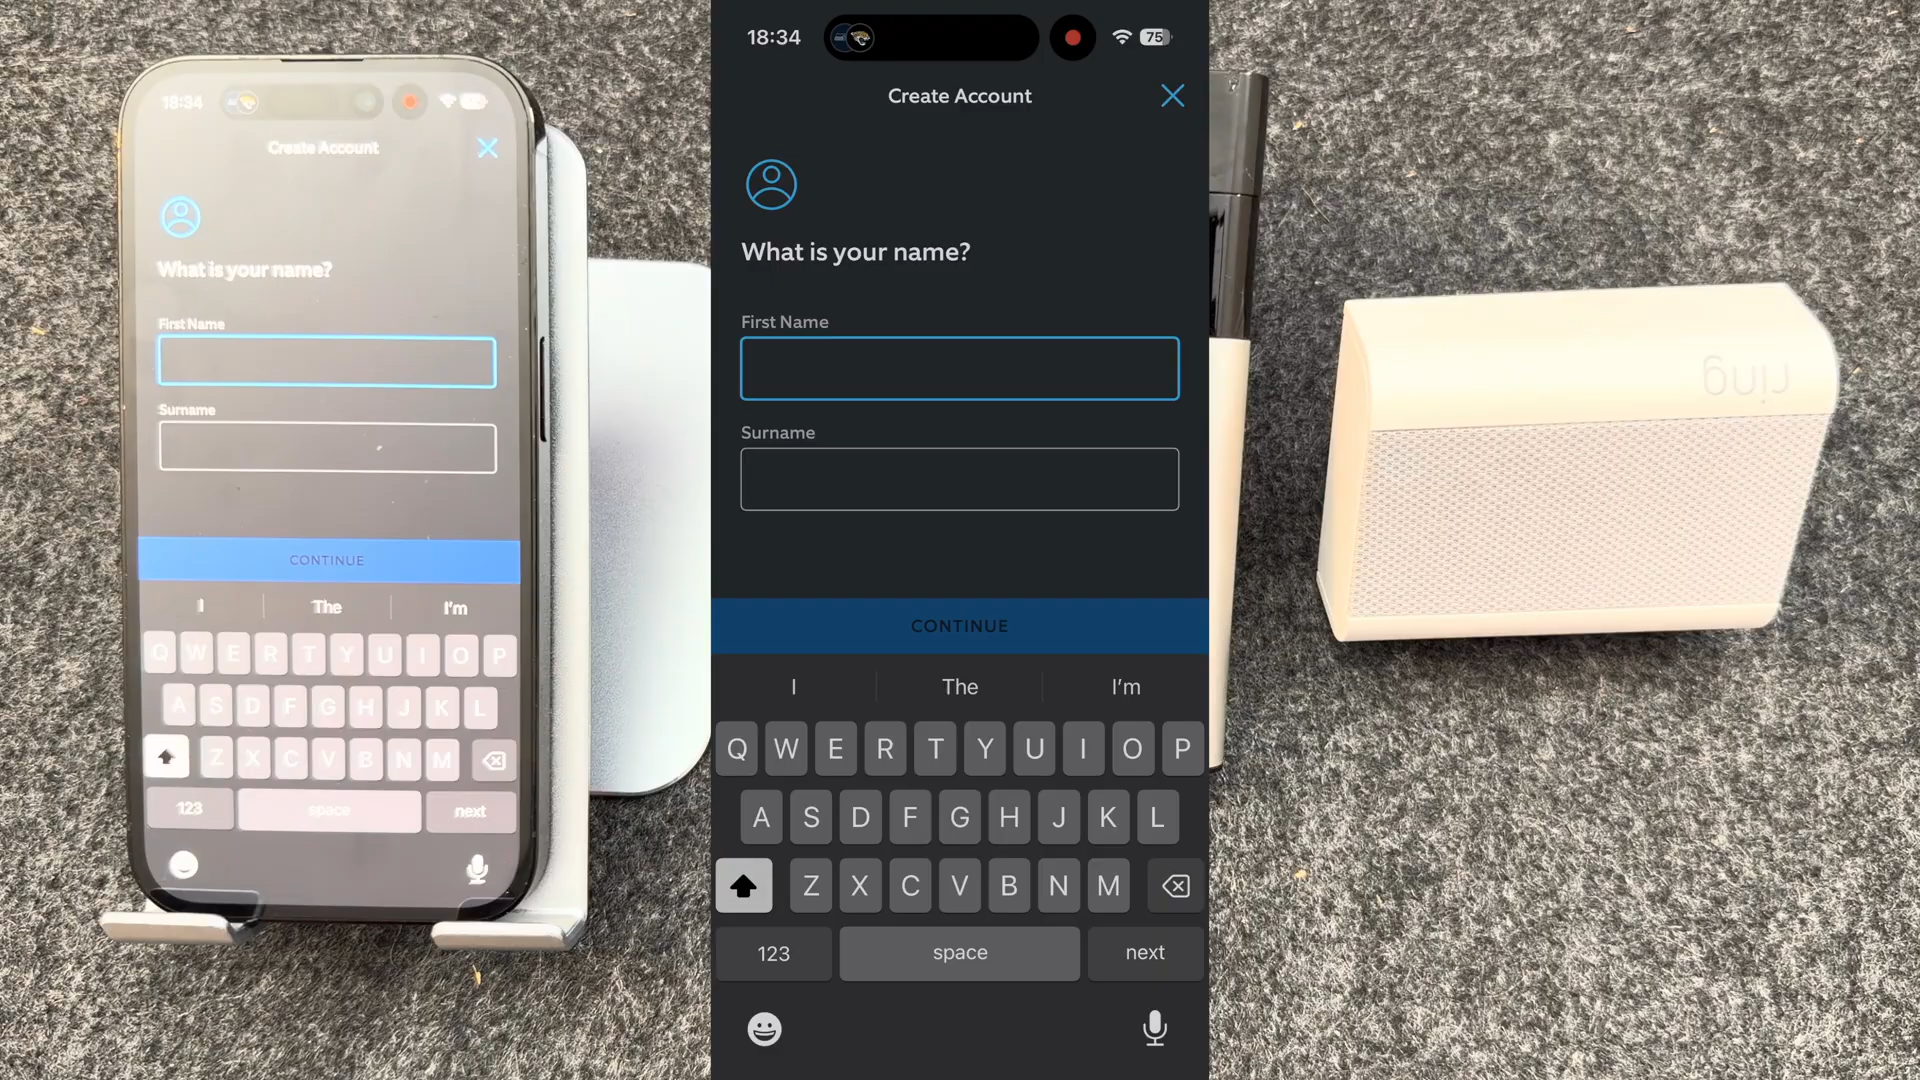 18:34
Create Account
What is your name?
First Name
Surname
CONTINUE
I The I'm
Q W E R T Y U I O P
A S D F G H J K L
Z X C V B N M
123 space next
18:34 75
Create Account
What is your name?
First Name
Surname
CONTINUE
I The I'm
Q W E R T Y U I O P
A S D F G H J K L
Z X C V B N M
123 space next
ring